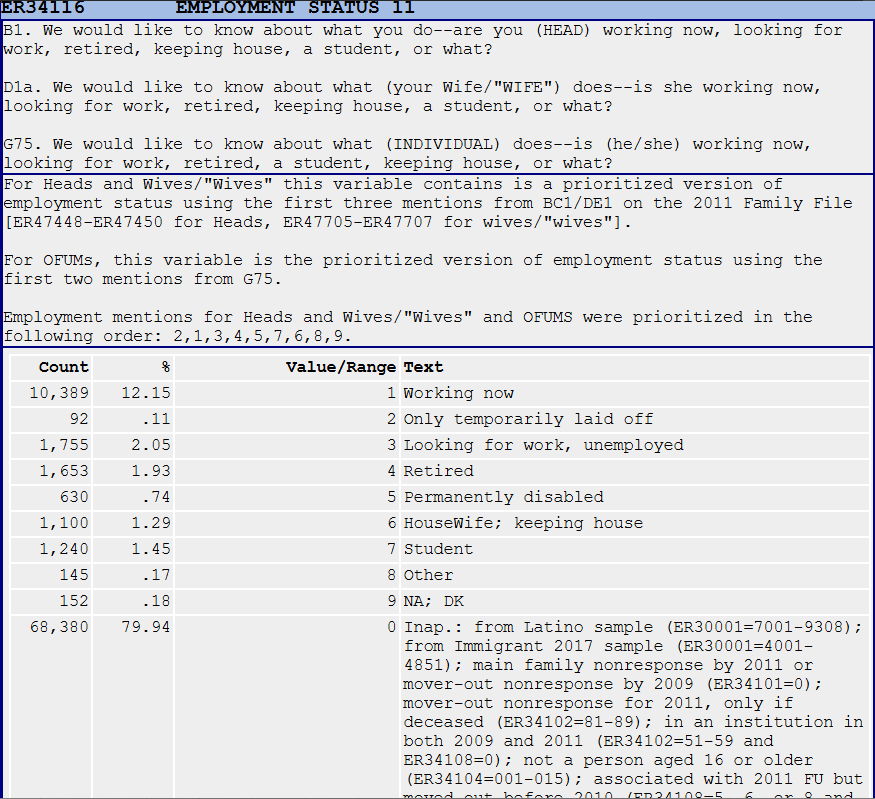 ER34116 EMPLOYMENT STATUS 11
B1. We would like to know about what you do--are you (HEAD) working now, looking for
work, retired, keeping house, a student, or what?
D1a. We would like to know about what (your Wife/"WIFE") does--is she working now,
looking for work, retired, keeping house, a student, or what?
G75. We would like to know about what (INDIVIDUAL) does--is (he/she) working now,
looking for work, retired, a student, keeping house, or what?
For Heads and Wives/"Wives" this variable contains is a prioritized version of
employment status using the first three mentions from BC1/DE1 on the 2011 Family File
[ER47448-ER47450 for Heads, ER47705-ER47707 for wives/"wives"].
For OFUMs, this variable is the prioritized version of employment status using the
first two mentions from G75.
Employment mentions for Heads and Wives/"Wives" and OFUMS were prioritized in the
following order: 2,1,3,4,5,7,6,8,9.
Count % Value/Range Text
10,389 12.15 1 Working now
92 .11 2 Only temporarily laid off
1,755 2.05 3 Looking for work, unemployed
1,653 1.93 4 Retired
630 .74 5 Permanently disabled
1,100 1.29 6 HouseWife; keeping house
1,240 1.45 7 Student
145 .17 8 Other
152 .18 9 NA; DK
68,380 79.94 0 Inap.: from Latino sample (ER30001=7001-9308);
from Immigrant 2017 sample (ER30001=4001-
4851); main family nonresponse by 2011 or
mover-out nonresponse by 2009 (ER34101=0);
mover-out nonresponse for 2011, only if
deceased (ER34102=81-89); in an institution in
both 2009 and 2011 (ER34102=51-59 and
ER34108=0); not a person aged 16 or older
(ER34104=001-015); associated with 2011 FU but
moved out before 2010 (ER34108=5, 6, or 8 and